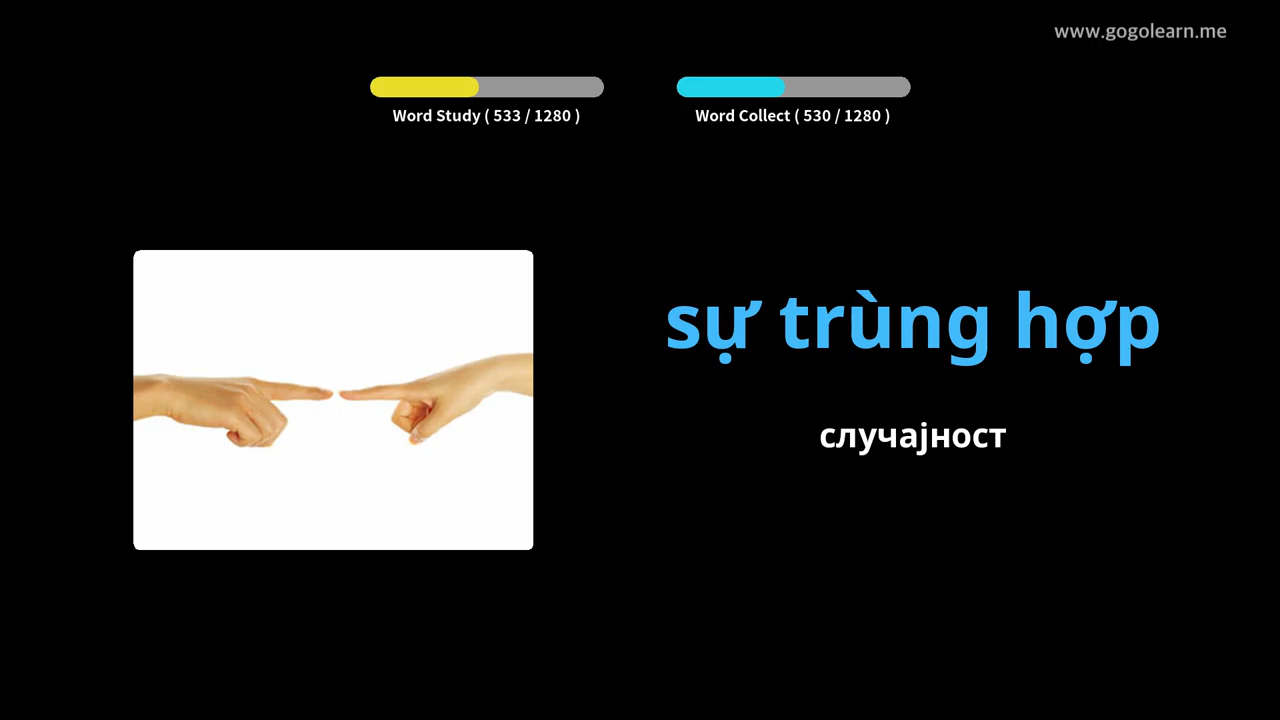 www.gogolearn.me
Word Study ( 533 / 1280 )
Word Collect ( 530 / 1280 )
sự trùng hợp
случајност